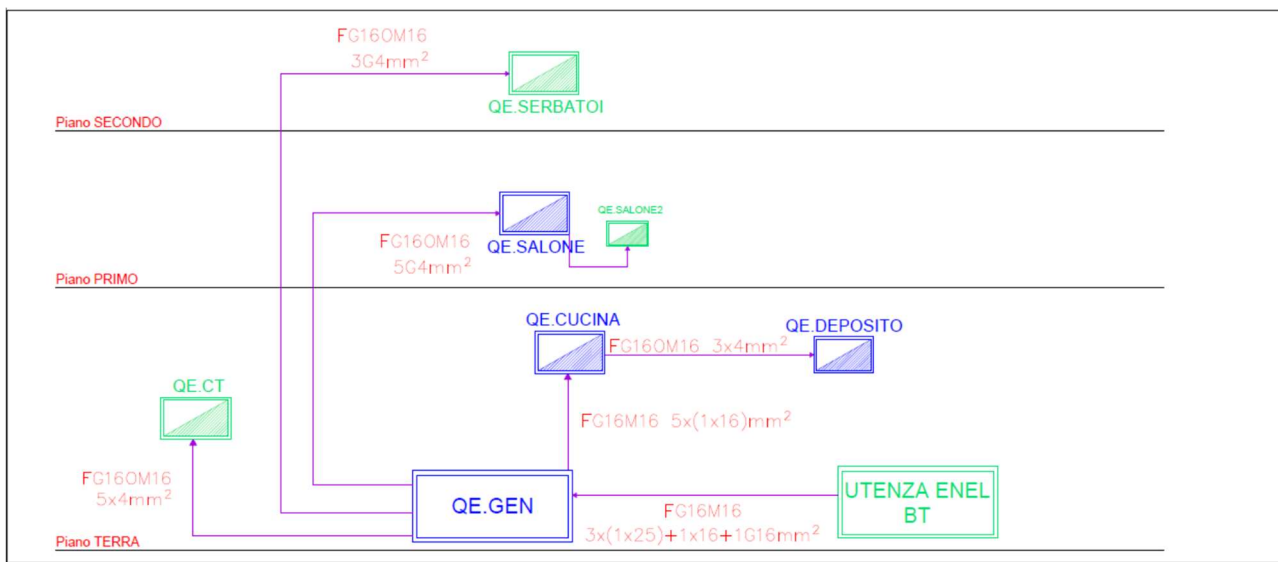 FG16OM16
3G4mm²
QE.SERBATOI
Piano SECONDO
QE.SALONE2
FG16OM16
5G4mm²
QE.SALONE
Piano PRIMO
QE.CUCINA
QE.DEPOSITO
FG16OM16 3x4mm²
QE.CT
FG16M16 5x(1x16)mm²
FG16OM16
5x4mm²
QE.GEN
UTENZA ENEL
BT
FG16M16
3x(1x25)+1x16+1G16mm²
Piano TERRA